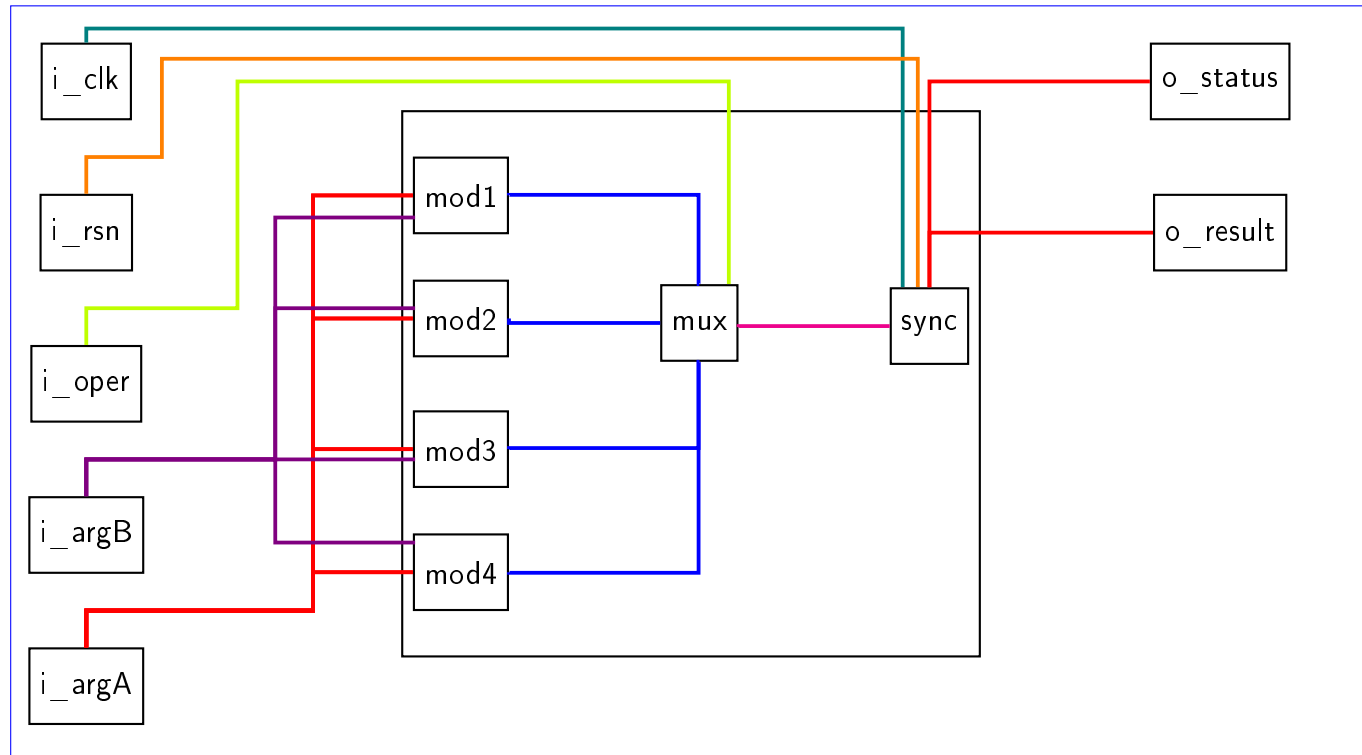 i_clk
i_rsn
i_oper
i_argB
i_argA
mod1
mod2
mod3
mod4
mux
sync
o_status
o_result